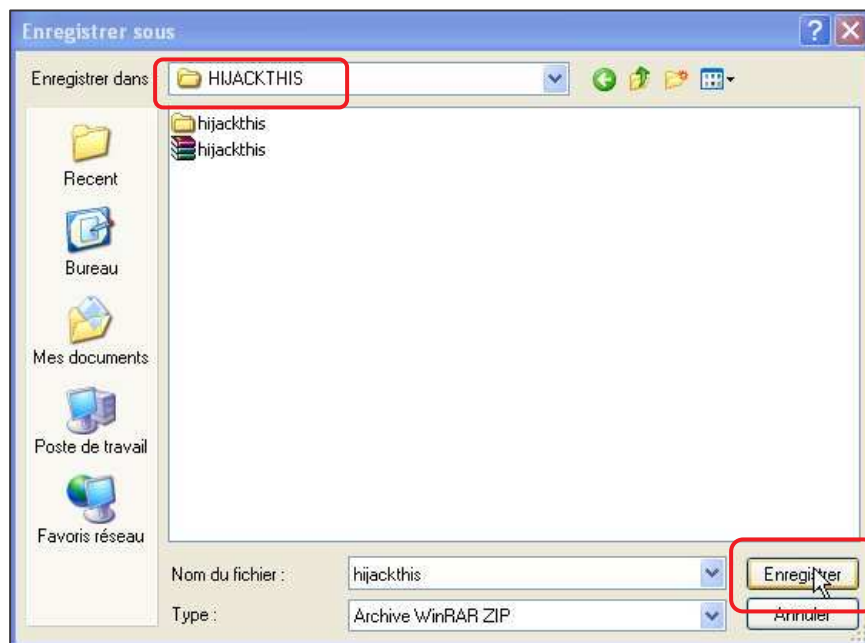 Enregistrer sous
Enregistrer dans HIJACKTHIS
hijackthis
hijackthis
Recent
Bureau
Mes documents
Poste de travail
Favoris réseau
Nom du fichier : hijackthis Enregistrer
Type : Archive WinRAR ZIP Annuler